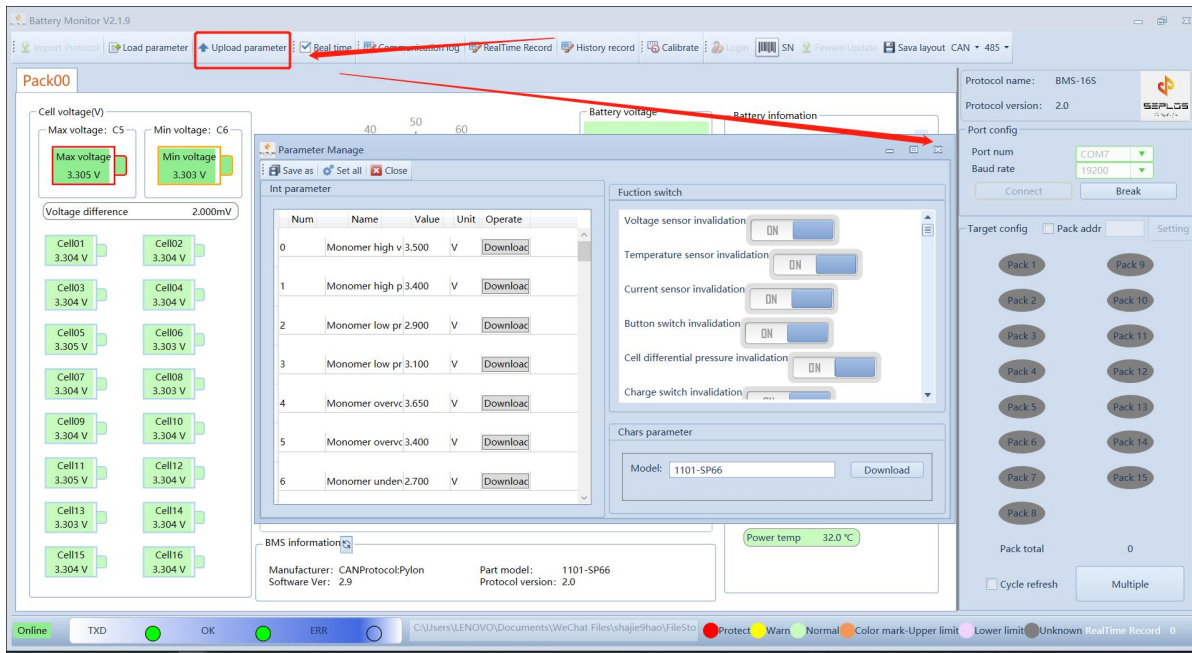 Battery Monitor V2.1.9
Import Protocol Load parameter Upload parameter Real time Communication log RealTime Record History record Calibrate Login SN Firware Update Sava layout CAN 485
Pack00
Cell voltage(V)
Max voltage: C5
Min voltage: C6
Max voltage
3.305 V
Min voltage
3.303 V
Voltage difference 2.000mV
Cell01
3.304 V
Cell02
3.304 V
Cell03
3.304 V
Cell04
3.304 V
Cell05
3.305 V
Cell06
3.303 V
Cell07
3.304 V
Cell08
3.303 V
Cell09
3.304 V
Cell10
3.304 V
Cell11
3.305 V
Cell12
3.304 V
Cell13
3.303 V
Cell14
3.304 V
Cell15
3.304 V
Cell16
3.304 V
40 50 60
Battery voltage
Battery infomation
Parameter Manage
Save as Set all Close
Int parameter
Num Name Value Unit Operate
0 Monomer high v 3.500 V Downloac
1 Monomer high p 3.400 V Downloac
2 Monomer low pr 2.900 V Downloac
3 Monomer low pr 3.100 V Downloac
4 Monomer overvc 3.650 V Downloac
5 Monomer overvc 3.400 V Downloac
6 Monomer underv 2.700 V Downloac
Fuction switch
Voltage sensor invalidation ON
Temperature sensor invalidation ON
Current sensor invalidation ON
Button switch invalidation ON
Cell differential pressure invalidation ON
Charge switch invalidation
Chars parameter
Model: 1101-SP66 Download
BMS information
Manufacturer: CANProtocol:Pylon Part model: 1101-SP66
Software Ver: 2.9 Protocol version: 2.0
Power temp 32.0 ℃
Protocol name: BMS-16S
Protocol version: 2.0
SEPLOS
Port config
Port num COM7
Baud rate 19200
Connect Break
Target config Pack addr Setting
Pack 1 Pack 9
Pack 2 Pack 10
Pack 3 Pack 11
Pack 4 Pack 12
Pack 5 Pack 13
Pack 6 Pack 14
Pack 7 Pack 15
Pack 8
Pack total 0
Cycle refresh Multiple
Online TXD OK ERR C:\Users\LENOVO\Documents\WeChat Files\shajie9hao\FileSto Protect Warn Normal Color mark-Upper limit Lower limit Unknown RealTime Record 0